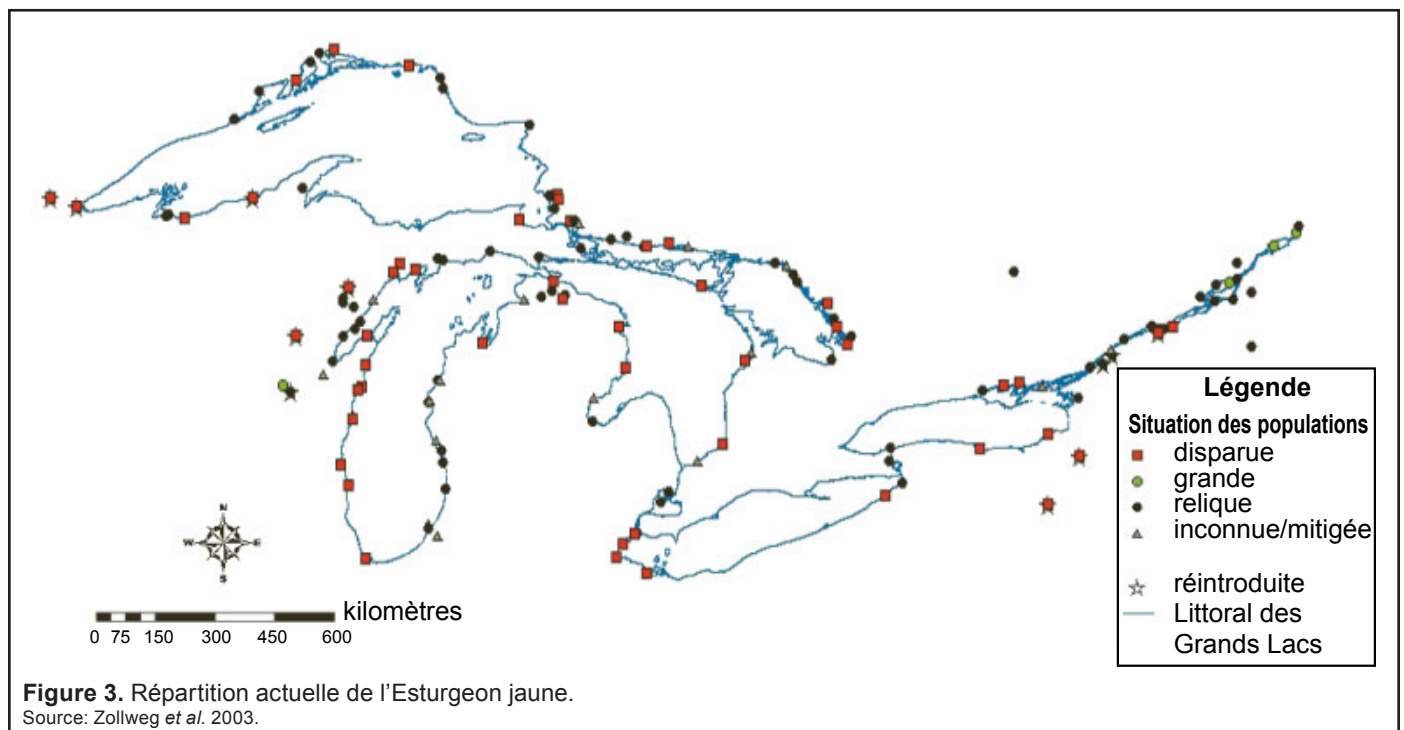 N
W E
S
kilomètres
0 75 150 300 450 600
Légende
Situation des populations
disparue
grande
relique
inconnue/mitigée
réintroduite
Littoral des
Grands Lacs
Figure 3. Répartition actuelle de l'Esturgeon jaune.
Source: Zollweg et al. 2003.